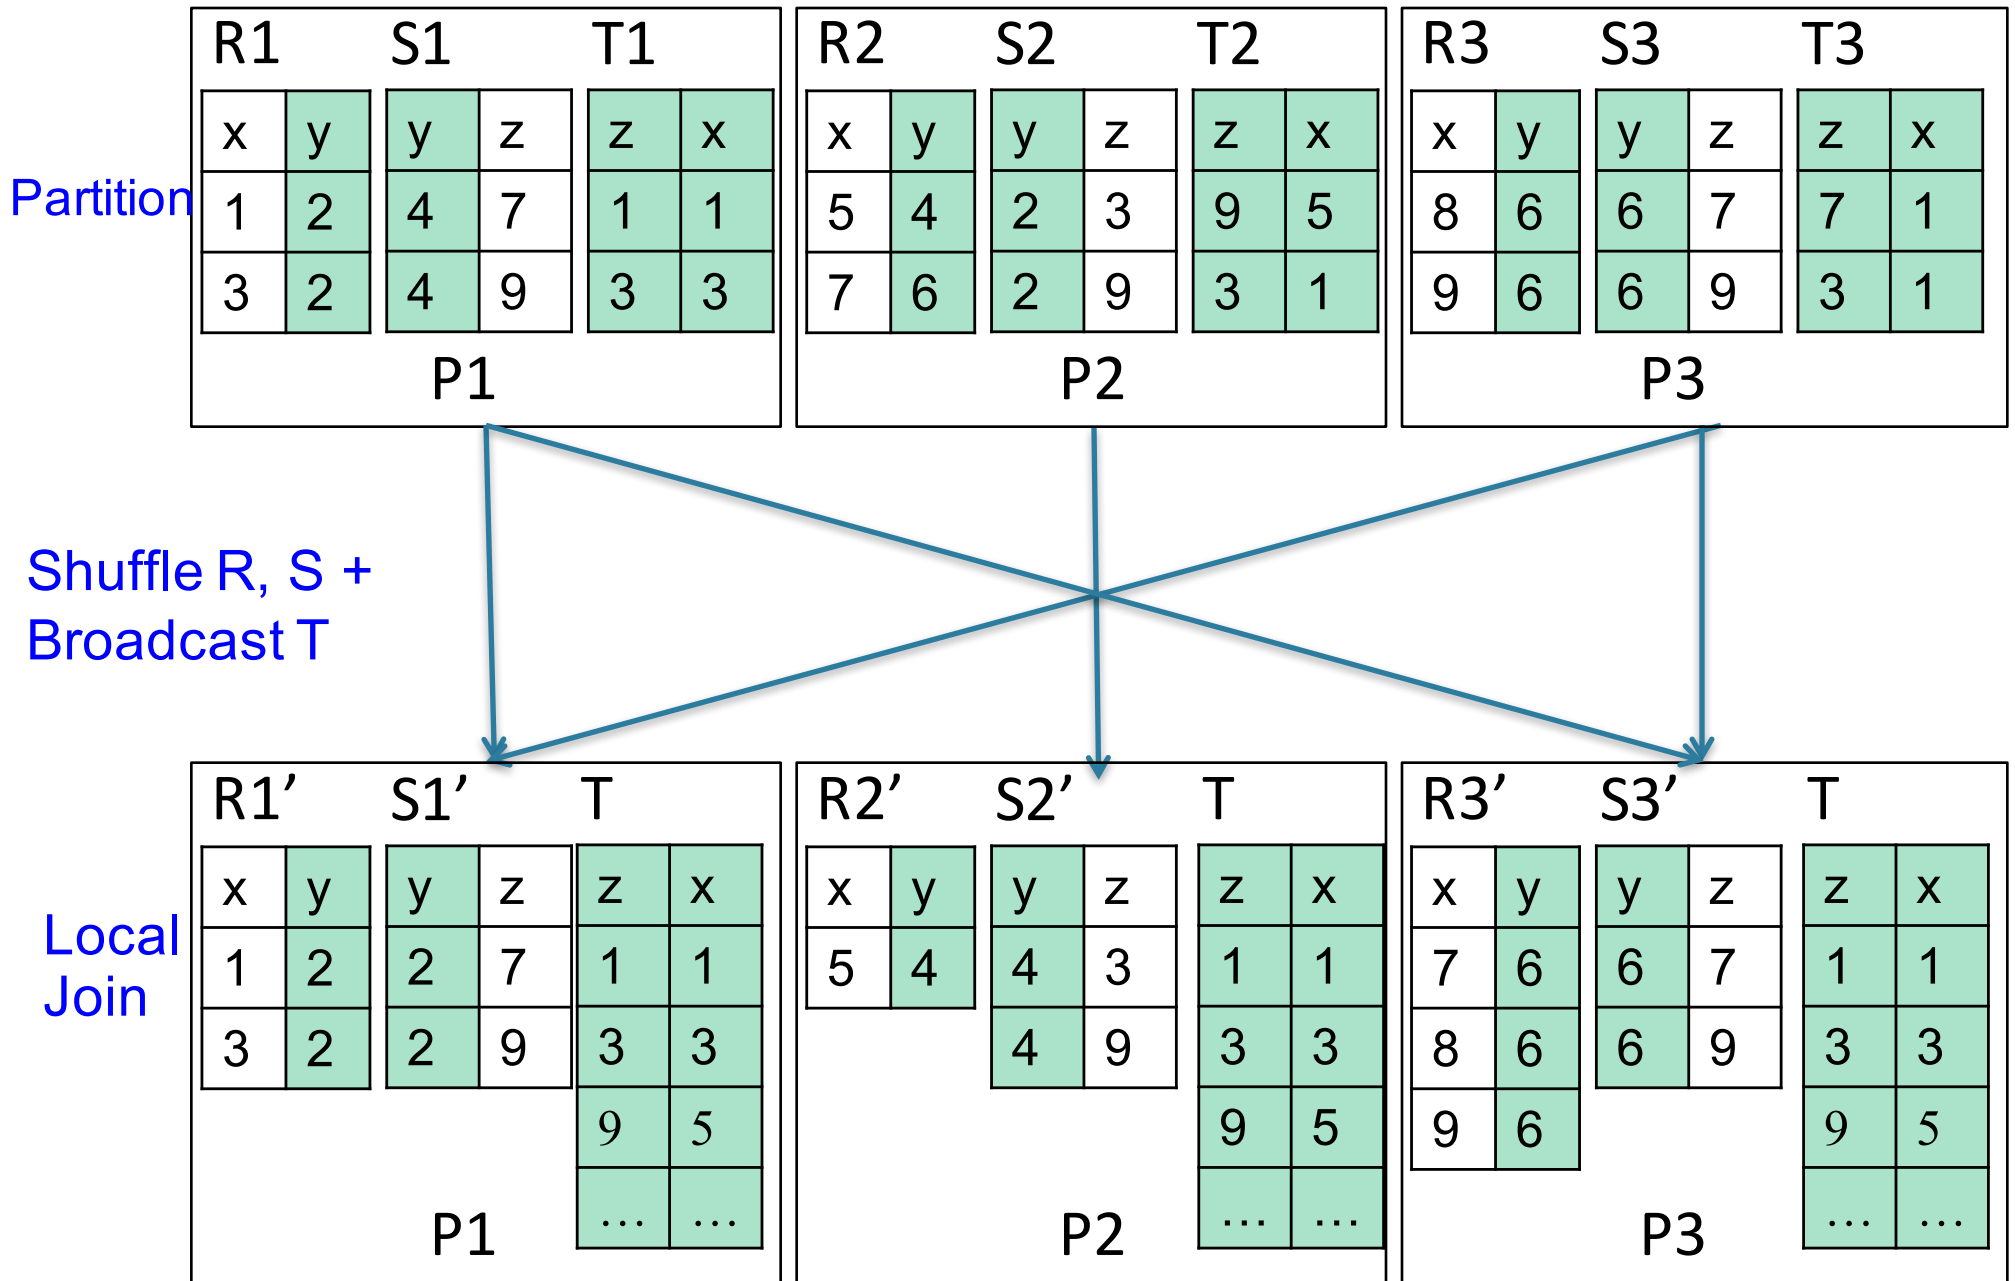 R1 S1 T1 R2 S2 T2 R3 S3 T3
x y y z z x x y y z z x x y y z z x
Partition
1 2 4 7 1 1 5 4 2 3 9 5 8 6 6 7 7 1
3 2 4 9 3 3 7 6 2 9 3 1 9 6 6 9 3 1
P1 P2 P3
Shuffle R, S +
Broadcast T
R1′ S1′ T R2′ S2′ T R3′ S3′ T
x y y z z x x y y z z x x y y z z x
Local
Join
1 2 2 7 1 1 5 4 4 3 1 1 7 6 6 7 1 1
3 2 2 9 3 3 4 9 3 3 8 6 6 9 3 3
9 5 9 5 9 6 9 5
… … … … … …
P1 P2 P3